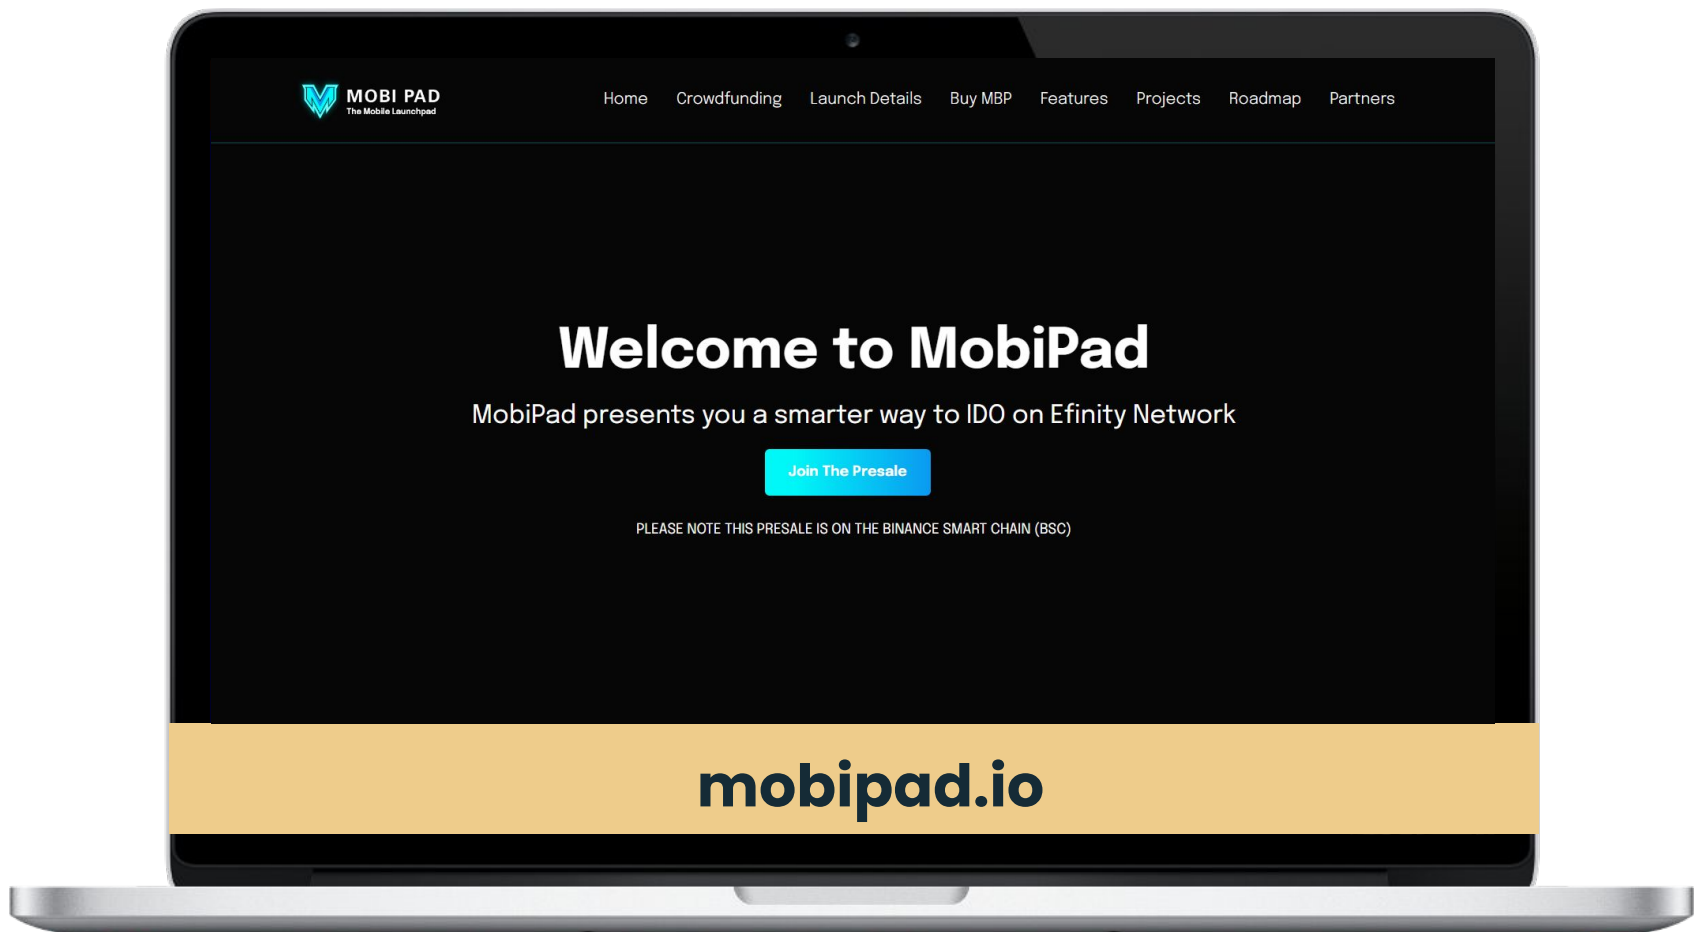 MOBI PAD
The Mobile Launchpad
Home Crowdfunding Launch Details Buy MBP Features Projects Roadmap Partners
Welcome to MobiPad
MobiPad presents you a smarter way to IDO on Efinity Network
Join The Presale
PLEASE NOTE THIS PRESALE IS ON THE BINANCE SMART CHAIN (BSC)
mobipad.io